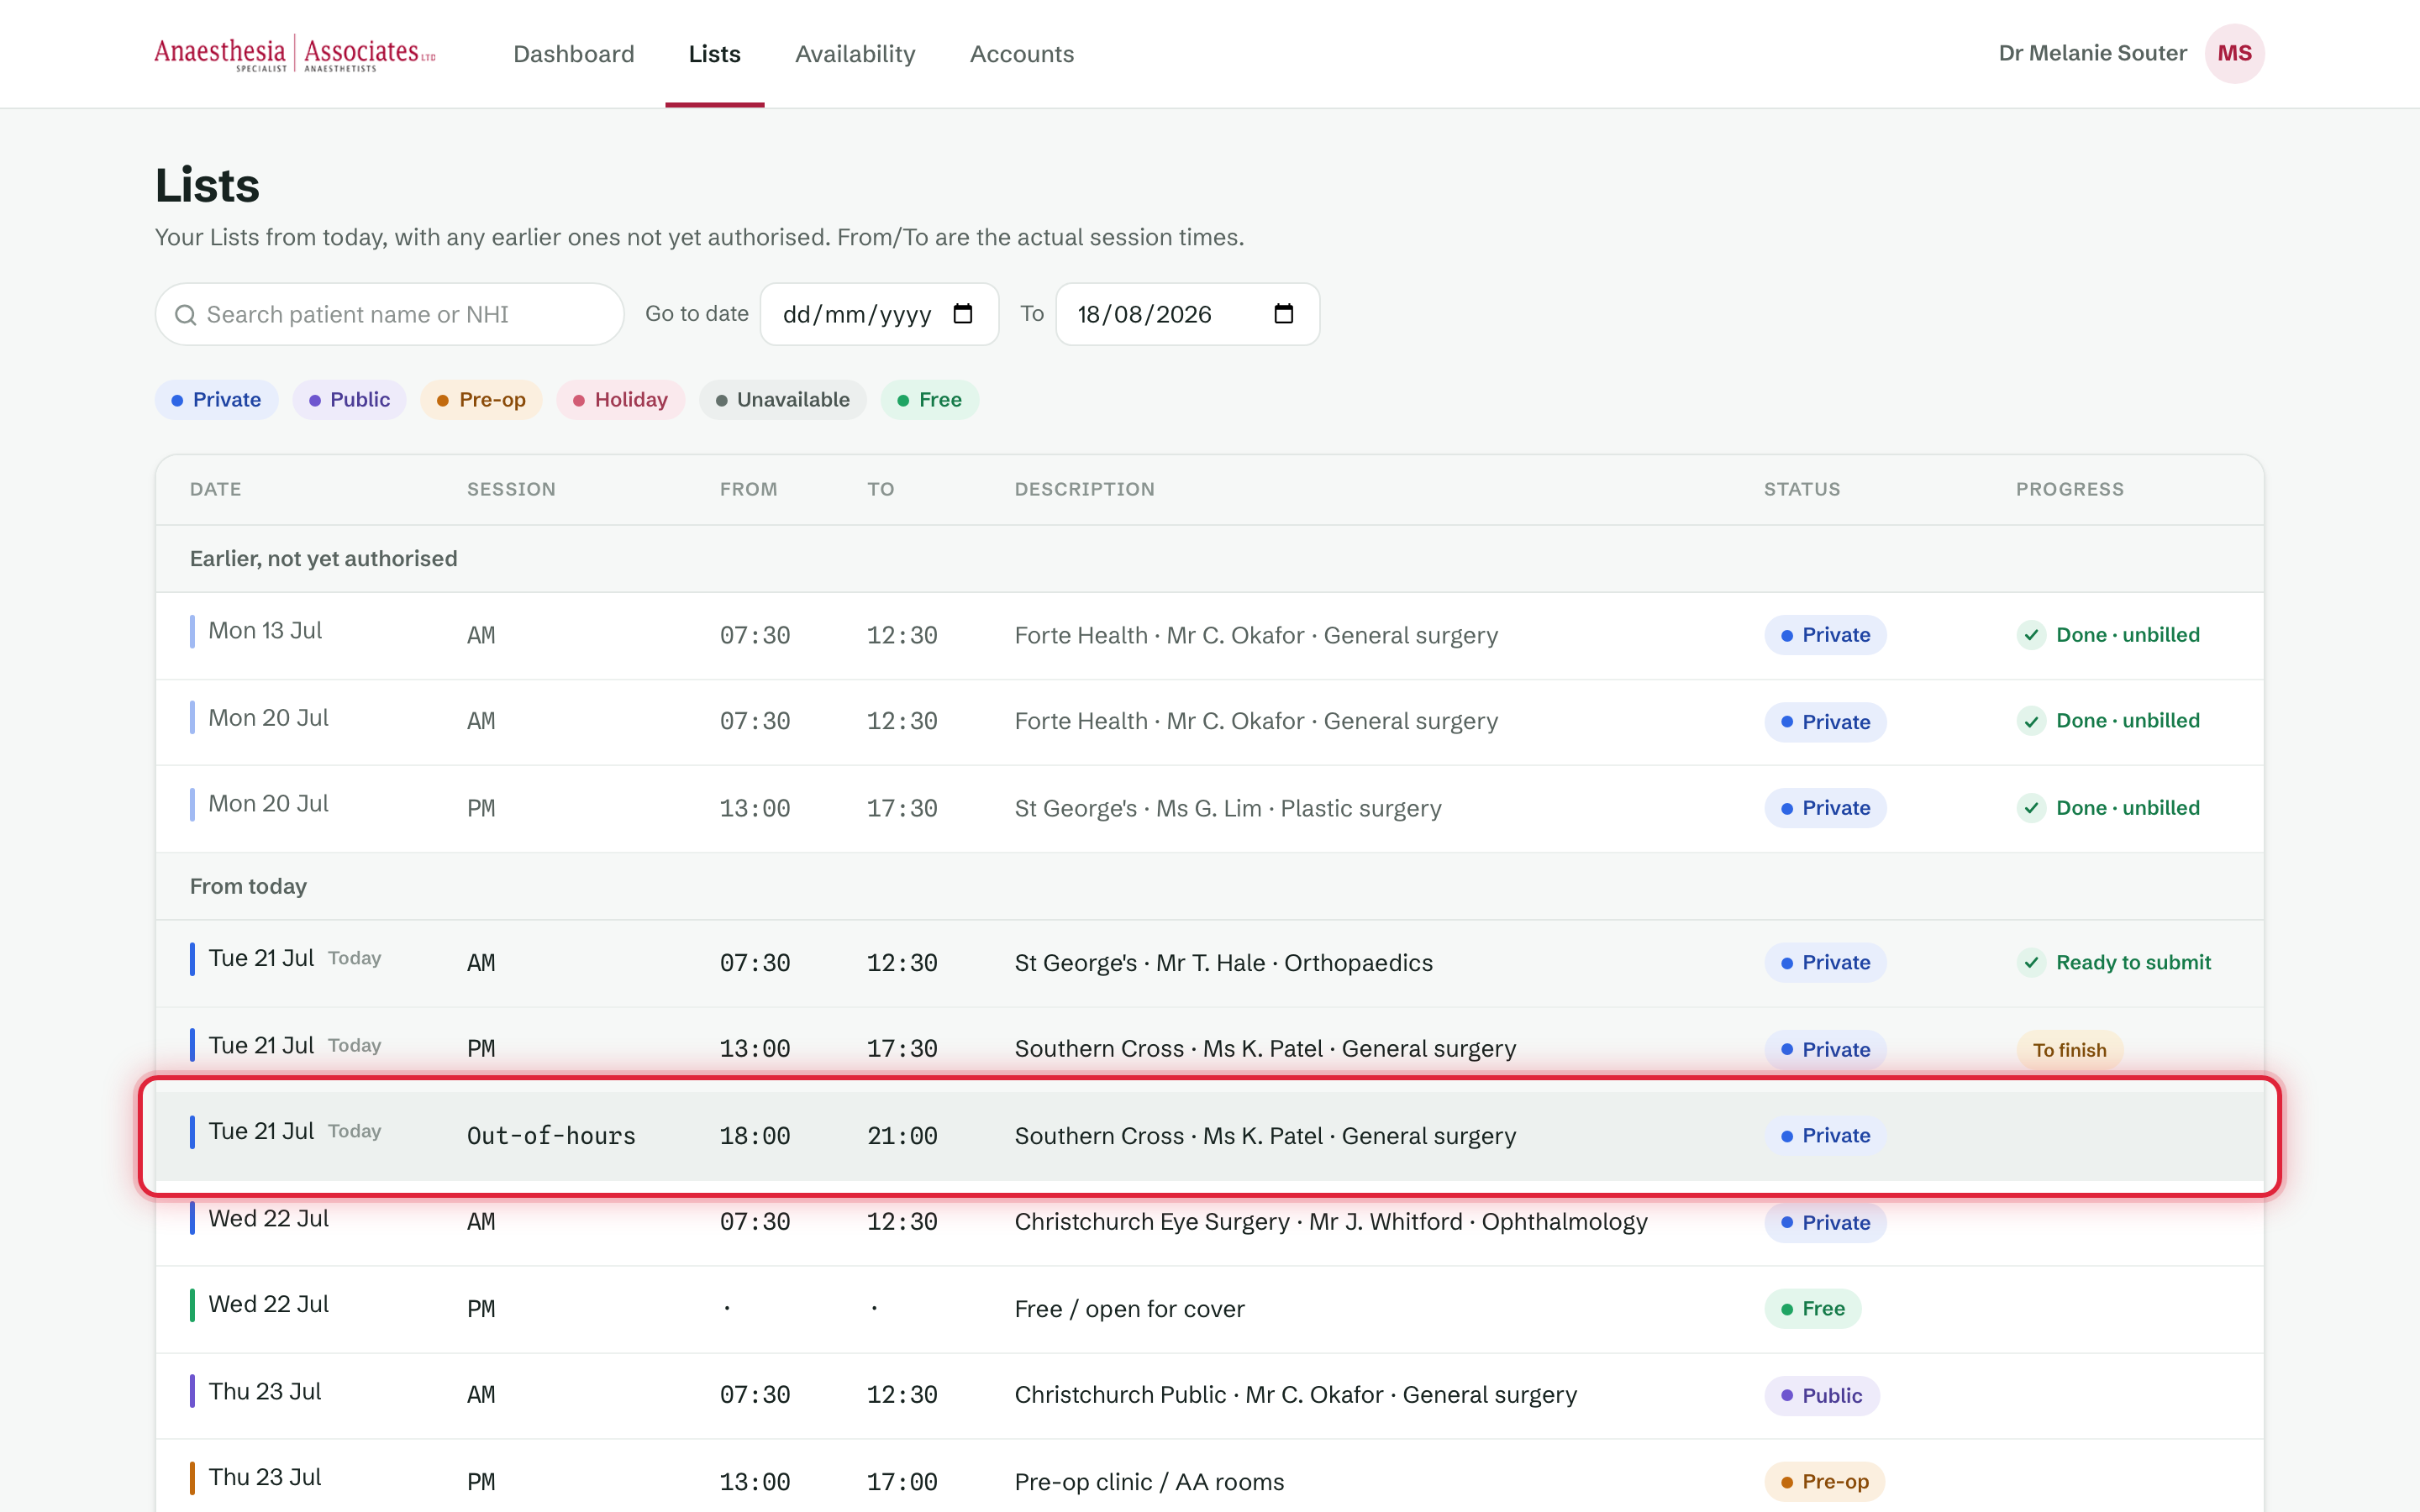 Anaesthesia | Associates LTD
SPECIALIST ANAESTHETISTS
Dashboard Lists Availability Accounts
Dr Melanie Souter MS
Lists
Your Lists from today, with any earlier ones not yet authorised. From/To are the actual session times.
Search patient name or NHI Go to date dd/mm/yyyy To 18/08/2026
Private Public Pre-op Holiday Unavailable Free
DATE SESSION FROM TO DESCRIPTION STATUS PROGRESS
Earlier, not yet authorised
Mon 13 Jul AM 07:30 12:30 Forte Health · Mr C. Okafor · General surgery Private Done · unbilled
Mon 20 Jul AM 07:30 12:30 Forte Health · Mr C. Okafor · General surgery Private Done · unbilled
Mon 20 Jul PM 13:00 17:30 St George's · Ms G. Lim · Plastic surgery Private Done · unbilled
From today
Tue 21 Jul Today AM 07:30 12:30 St George's · Mr T. Hale · Orthopaedics Private Ready to submit
Tue 21 Jul Today PM 13:00 17:30 Southern Cross · Ms K. Patel · General surgery Private To finish
Tue 21 Jul Today Out-of-hours 18:00 21:00 Southern Cross · Ms K. Patel · General surgery Private
Wed 22 Jul AM 07:30 12:30 Christchurch Eye Surgery · Mr J. Whitford · Ophthalmology Private
Wed 22 Jul PM · · Free / open for cover Free
Thu 23 Jul AM 07:30 12:30 Christchurch Public · Mr C. Okafor · General surgery Public
Thu 23 Jul PM 13:00 17:00 Pre-op clinic / AA rooms Pre-op